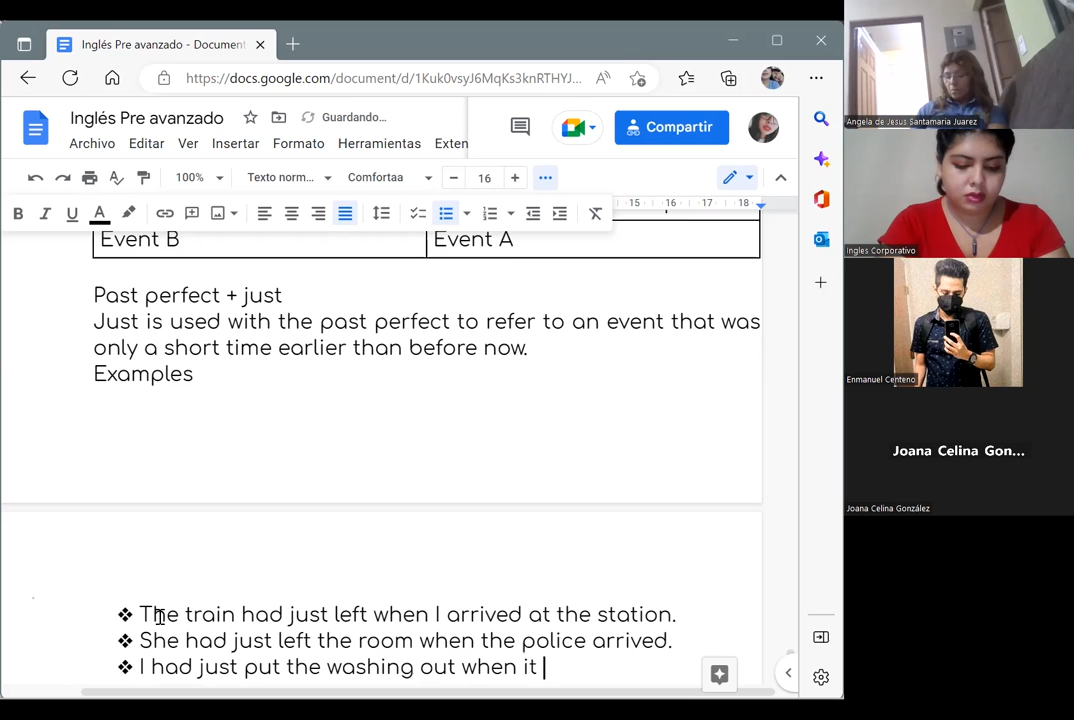 Inglés Pre avanzado - Document
https://docs.google.com/document/d/1Kuk0vsyJ6MqKs3knRTHYJ...
Inglés Pre avanzado
Guardando...
Compartir
Archivo Editar Ver Insertar Formato Herramientas Exten
100% Texto norm... Comfortaa 16
15 16 17 18
Event B Event A
Past perfect + just
Just is used with the past perfect to refer to an event that was
only a short time earlier than before now.
Examples
❖ The train had just left when I arrived at the station.
❖ She had just left the room when the police arrived.
❖ I had just put the washing out when it
Angela de Jesus Santamaria Juarez
Ingles Corporativo
Enmanuel Centeno
Joana Celina Gon...
Joana Celina González